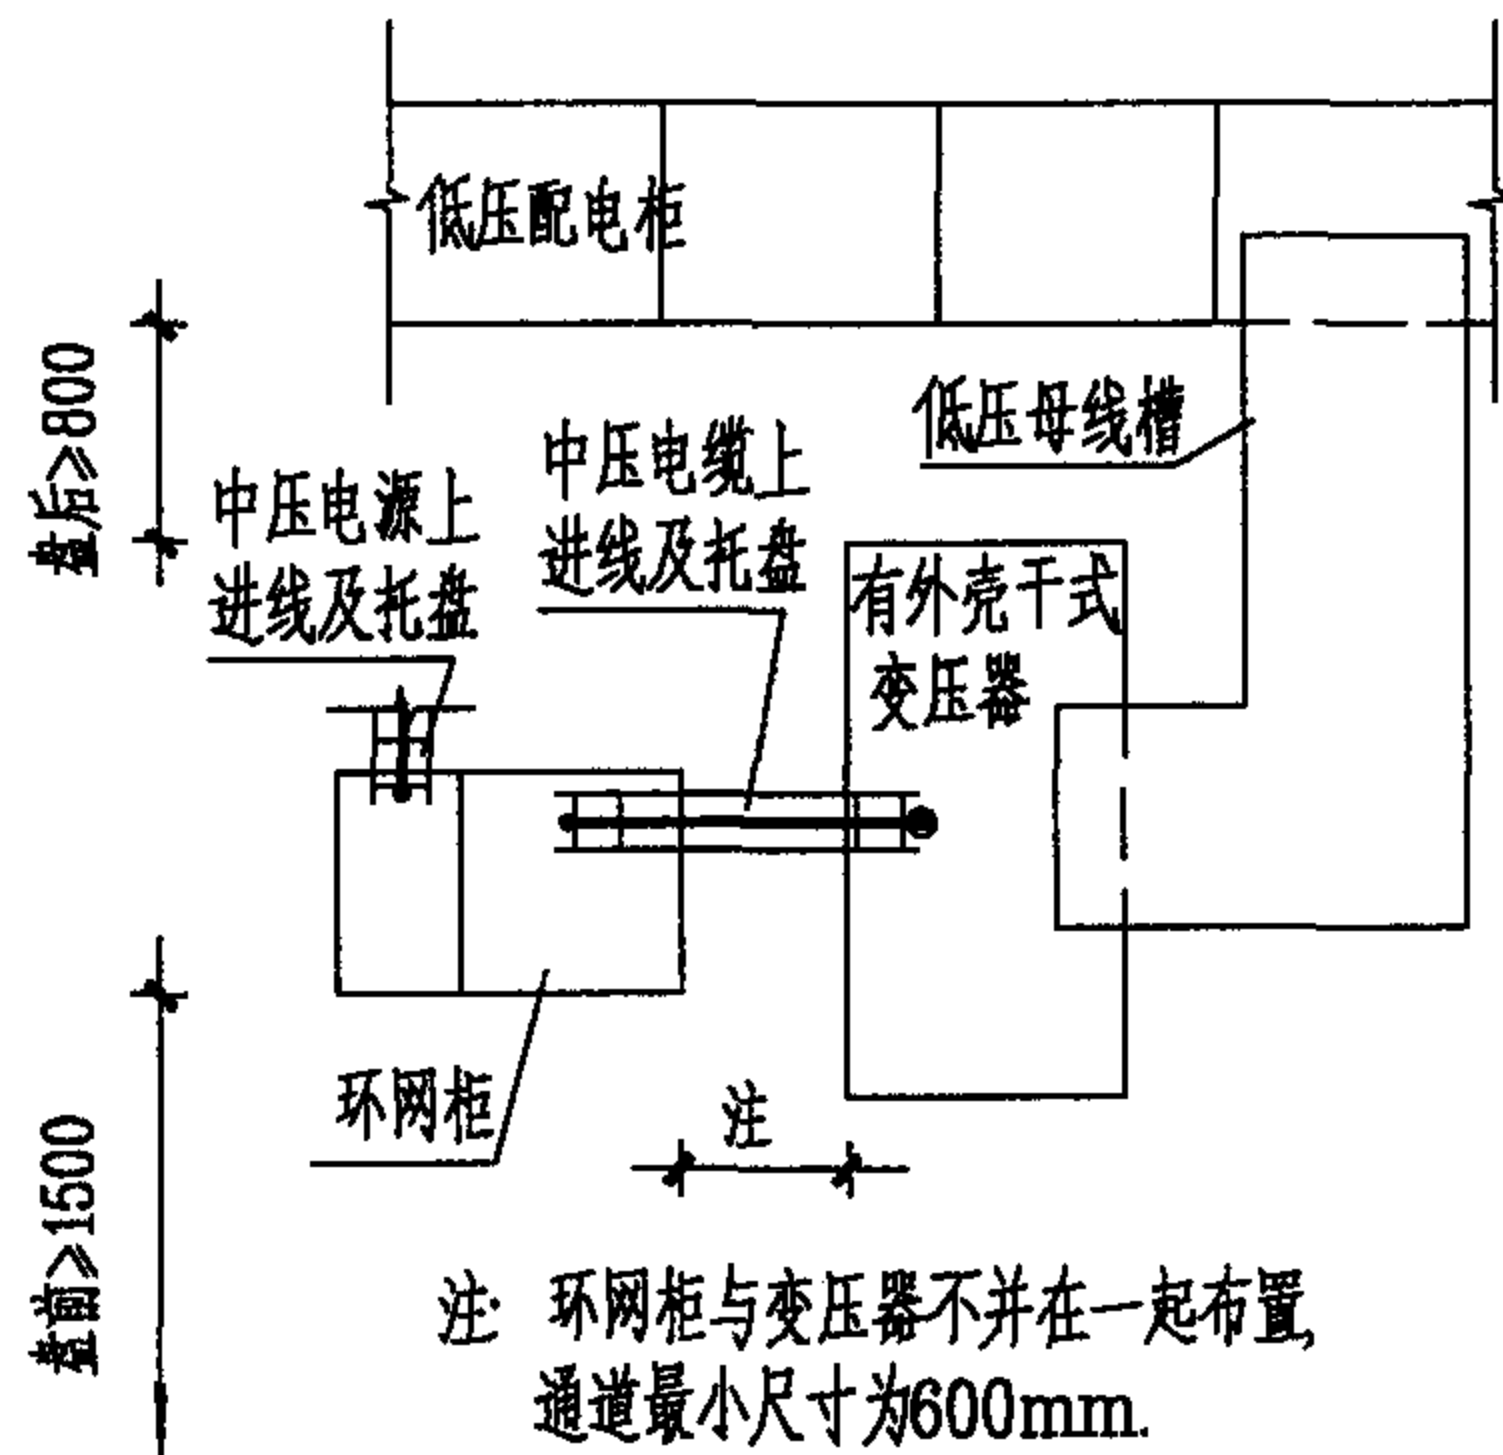 低压配电柜
盘后≥800
低压母线槽
中压电缆上
进线及托盘
中压电源上
进线及托盘
有外壳干式
变压器
环网柜
注
盘前≥1500
注: 环网柜与变压器不并在一起布置,
通道最小尺寸为600mm.